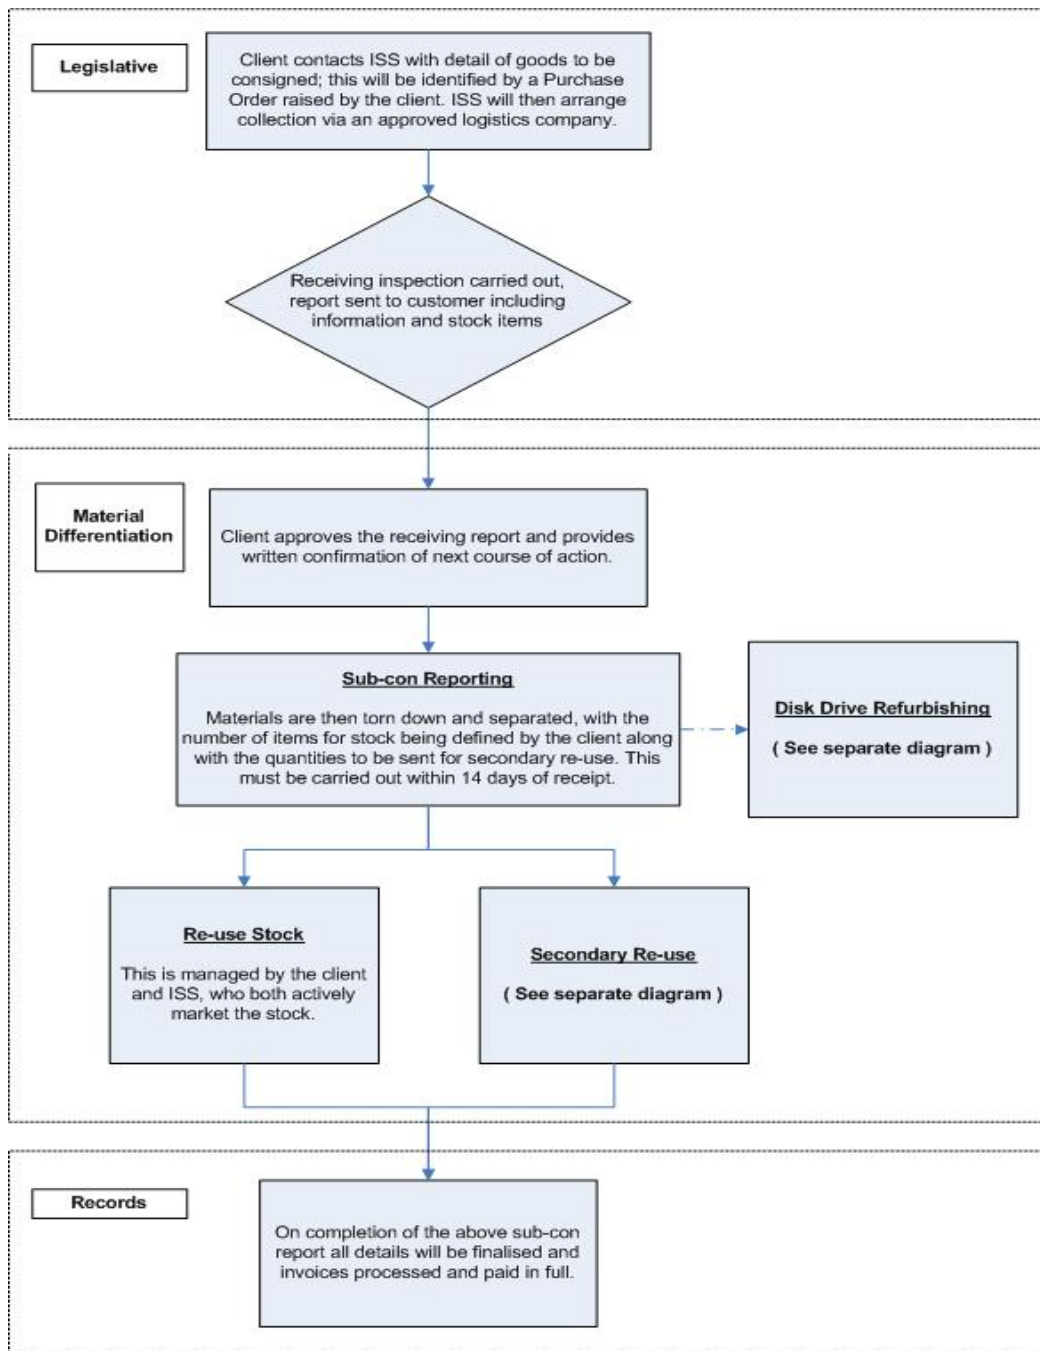 Legislative
Client contacts ISS with detail of goods to be
consigned; this will be identified by a Purchase
Order raised by the client. ISS will then arrange
collection via an approved logistics company.
Receiving inspection carried out,
report sent to customer including
information and stock items
Material
Differentiation
Client approves the receiving report and provides
written confirmation of next course of action.
Sub-con Reporting
Materials are then torn down and separated, with the
number of items for stock being defined by the client along
with the quantities to be sent for secondary re-use. This
must be carried out within 14 days of receipt.
Disk Drive Refurbishing
( See separate diagram )
Re-use Stock
This is managed by the client
and ISS, who both actively
market the stock.
Secondary Re-use
( See separate diagram )
Records
On completion of the above sub-con
report all details will be finalised and
invoices processed and paid in full.